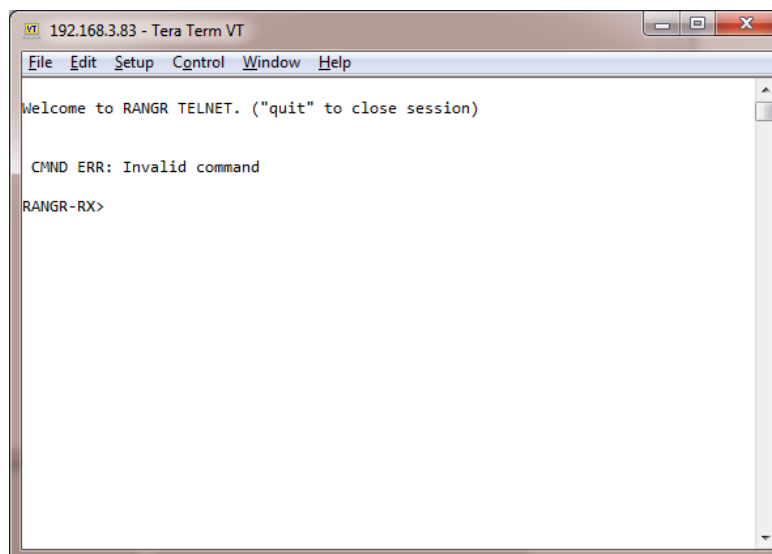 VT 192.168.3.83 - Tera Term VT
File Edit Setup Control Window Help
Welcome to RANGR TELNET. ("quit" to close session)
CMND ERR: Invalid command
RANGR-RX>